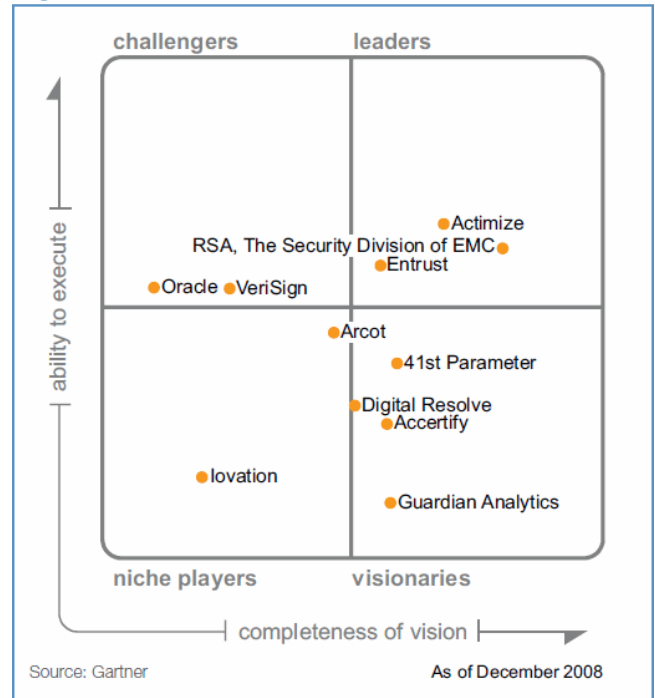 challengers
leaders
Actimize
RSA, The Security Division of EMC
Entrust
Oracle
VeriSign
Arcot
41st Parameter
Digital Resolve
Accertify
Iovation
Guardian Analytics
niche players
visionaries
ability to execute
completeness of vision
Source: Gartner
As of December 2008